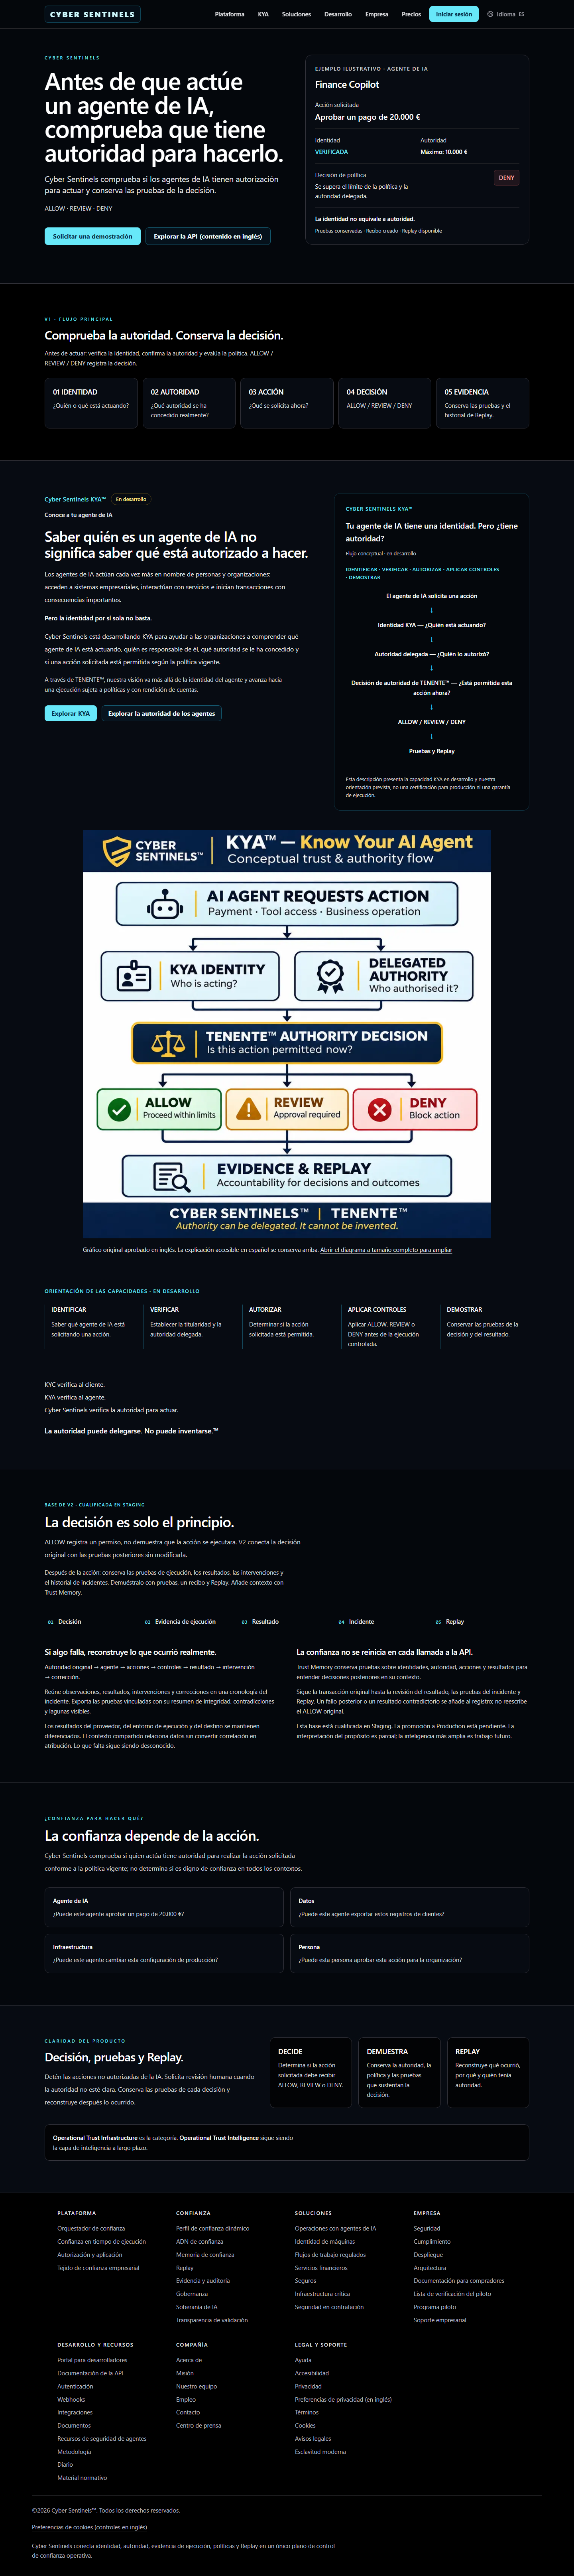 CYBER SENTINELS
Plataforma
KYA
Soluciones
Desarrollo
Empresa
Precios
Iniciar sesión
Idioma ES
CYBER SENTINELS
Antes de que actúe
un agente de IA,
comprueba que tiene
autoridad para hacerlo.
Cyber Sentinels comprueba si los agentes de IA tienen autorización
para actuar y conserva las pruebas de la decisión.
ALLOW · REVIEW · DENY
Solicitar una demostración
Explorar la API (contenido en inglés)
EJEMPLO ILUSTRATIVO · AGENTE DE IA
Finance Copilot
Acción solicitada
Aprobar un pago de 20.000 €
Identidad
VERIFICADA
Autoridad
Máximo: 10.000 €
Decisión de política
Se supera el límite de la política y la
autoridad delegada.
DENY
La identidad no equivale a autoridad.
Pruebas conservadas · Recibo creado · Replay disponible
V1 · FLUJO PRINCIPAL
Comprueba la autoridad. Conserva la decisión.
Antes de actuar: verifica la identidad, confirma la autoridad y evalúa la política. ALLOW /
REVIEW / DENY registra la decisión.
01 IDENTIDAD
¿Quién o qué está actuando?
02 AUTORIDAD
¿Qué autoridad se ha
concedido realmente?
03 ACCIÓN
¿Qué se solicita ahora?
04 DECISIÓN
ALLOW / REVIEW / DENY
05 EVIDENCIA
Conserva las pruebas y el
historial de Replay.
Cyber Sentinels KYA™ En desarrollo
Conoce a tu agente de IA
Saber quién es un agente de IA no
significa saber qué está autorizado a hacer.
Los agentes de IA actúan cada vez más en nombre de personas y organizaciones:
acceden a sistemas empresariales, interactúan con servicios e inician transacciones con
consecuencias importantes.
Pero la identidad por sí sola no basta.
Cyber Sentinels está desarrollando KYA para ayudar a las organizaciones a comprender qué
agente de IA está actuando, quién es responsable de él, qué autoridad se le ha concedido y
si una acción solicitada está permitida según la política vigente.
A través de TENENTE™, nuestra visión va más allá de la identidad del agente y avanza hacia
una ejecución sujeta a políticas y con rendición de cuentas.
Explorar KYA
Explorar la autoridad de los agentes
CYBER SENTINELS KYA™
Tu agente de IA tiene una identidad. Pero ¿tiene
autoridad?
Flujo conceptual · en desarrollo
IDENTIFICAR · VERIFICAR · AUTORIZAR · APLICAR CONTROLES
· DEMOSTRAR
El agente de IA solicita una acción
↓
Identidad KYA — ¿Quién está actuando?
↓
Autoridad delegada — ¿Quién lo autorizó?
↓
Decisión de autoridad de TENENTE™ — ¿Está permitida esta
acción ahora?
↓
ALLOW / REVIEW / DENY
↓
Pruebas y Replay
Esta descripción presenta la capacidad KYA en desarrollo y nuestra
orientación prevista, no una certificación para producción ni una garantía
de ejecución.
CYBER
SENTINELS™
KYA™ — Know Your AI Agent
Conceptual trust & authority flow
AI AGENT REQUESTS ACTION
Payment · Tool access · Business operation
KYA IDENTITY
Who is acting?
DELEGATED
AUTHORITY
Who authorised it?
TENENTE™ AUTHORITY DECISION
Is this action permitted now?
ALLOW
Proceed within limits
REVIEW
Approval required
DENY
Block action
EVIDENCE & REPLAY
Accountability for decisions and outcomes
CYBER SENTINELS™ | TENENTE™
Authority can be delegated. It cannot be invented.
Gráfico original aprobado en inglés. La explicación accesible en español se conserva arriba. Abrir el diagrama a tamaño completo para ampliar
ORIENTACIÓN DE LAS CAPACIDADES · EN DESARROLLO
IDENTIFICAR
Saber qué agente de IA está
solicitando una acción.
VERIFICAR
Establecer la titularidad y la
autoridad delegada.
AUTORIZAR
Determinar si la acción
solicitada está permitida.
APLICAR CONTROLES
Aplicar ALLOW, REVIEW o
DENY antes de la ejecución
controlada.
DEMOSTRAR
Conservar las pruebas de la
decisión y del resultado.
KYC verifica al cliente.
KYA verifica al agente.
Cyber Sentinels verifica la autoridad para actuar.
La autoridad puede delegarse. No puede inventarse.™
BASE DE V2 · CUALIFICADA EN STAGING
La decisión es solo el principio.
ALLOW registra un permiso, no demuestra que la acción se ejecutara. V2 conecta la decisión
original con las pruebas posteriores sin modificarla.
Después de la acción: conserva las pruebas de ejecución, los resultados, las intervenciones y
el historial de incidentes. Demuéstralo con pruebas, un recibo y Replay. Añade contexto con
Trust Memory.
01 Decisión
02 Evidencia de ejecución
03 Resultado
04 Incidente
05 Replay
Si algo falla, reconstruye lo que ocurrió realmente.
Autoridad original → agente → acciones → controles → resultado → intervención
→ corrección.
Reúne observaciones, resultados, intervenciones y correcciones en una cronología del
incidente. Exporta las pruebas vinculadas con su resumen de integridad, contradicciones
y lagunas visibles.
Los resultados del proveedor, del entorno de ejecución y del destino se mantienen
diferenciados. El contexto compartido relaciona datos sin convertir correlación en
atribución. Lo que falta sigue siendo desconocido.
La confianza no se reinicia en cada llamada a la API.
Trust Memory conserva pruebas sobre identidades, autoridad, acciones y resultados para
entender decisiones posteriores en su contexto.
Sigue la transacción original hasta la revisión del resultado, las pruebas del incidente y
Replay. Un fallo posterior o un resultado contradictorio se añade al registro; no reescribe
el ALLOW original.
Esta base está cualificada en Staging. La promoción a Production está pendiente. La
interpretación del propósito es parcial; la inteligencia más amplia es trabajo futuro.
¿CONFIANZA PARA HACER QUÉ?
La confianza depende de la acción.
Cyber Sentinels comprueba si quien actúa tiene autoridad para realizar la acción solicitada
conforme a la política vigente; no determina si es digno de confianza en todos los contextos.
Agente de IA
¿Puede este agente aprobar un pago de 20.000 €?
Datos
¿Puede este agente exportar estos registros de clientes?
Infraestructura
¿Puede este agente cambiar esta configuración de producción?
Persona
¿Puede esta persona aprobar esta acción para la organización?
CLARIDAD DEL PRODUCTO
Decisión, pruebas y Replay.
Detén las acciones no autorizadas de la IA. Solicita revisión humana cuando
la autoridad no esté clara. Conserva las pruebas de cada decisión y
reconstruye después lo ocurrido.
DECIDE
Determina si la acción
solicitada debe recibir
ALLOW, REVIEW o DENY.
DEMUESTRA
Conserva la autoridad, la
política y las pruebas
que sustentan la
decisión.
REPLAY
Reconstruye qué ocurrió,
por qué y quién tenía
autoridad.
Operational Trust Infrastructure es la categoría. Operational Trust Intelligence sigue siendo
la capa de inteligencia a largo plazo.
PLATAFORMA
Orquestador de confianza
Confianza en tiempo de ejecución
Autorización y aplicación
Tejido de confianza empresarial
CONFIANZA
Perfil de confianza dinámico
ADN de confianza
Memoria de confianza
Replay
Evidencia y auditoría
Gobernanza
Soberanía de IA
Transparencia de validación
SOLUCIONES
Operaciones con agentes de IA
Identidad de máquinas
Flujos de trabajo regulados
Servicios financieros
Seguros
Infraestructura crítica
Seguridad en contratación
EMPRESA
Seguridad
Cumplimiento
Despliegue
Arquitectura
Documentación para compradores
Lista de verificación del piloto
Programa piloto
Soporte empresarial
DESARROLLO Y RECURSOS
Portal para desarrolladores
Documentación de la API
Autenticación
Webhooks
Integraciones
Documentos
Recursos de seguridad de agentes
Metodología
Diario
Material normativo
COMPAÑÍA
Acerca de
Misión
Nuestro equipo
Empleo
Contacto
Centro de prensa
LEGAL Y SOPORTE
Ayuda
Accesibilidad
Privacidad
Preferencias de privacidad (en inglés)
Términos
Cookies
Avisos legales
Esclavitud moderna
©2026 Cyber Sentinels™. Todos los derechos reservados.
Preferencias de cookies (controles en inglés)
Cyber Sentinels conecta identidad, autoridad, evidencia de ejecución, políticas y Replay en un único plano de control
de confianza operativa.